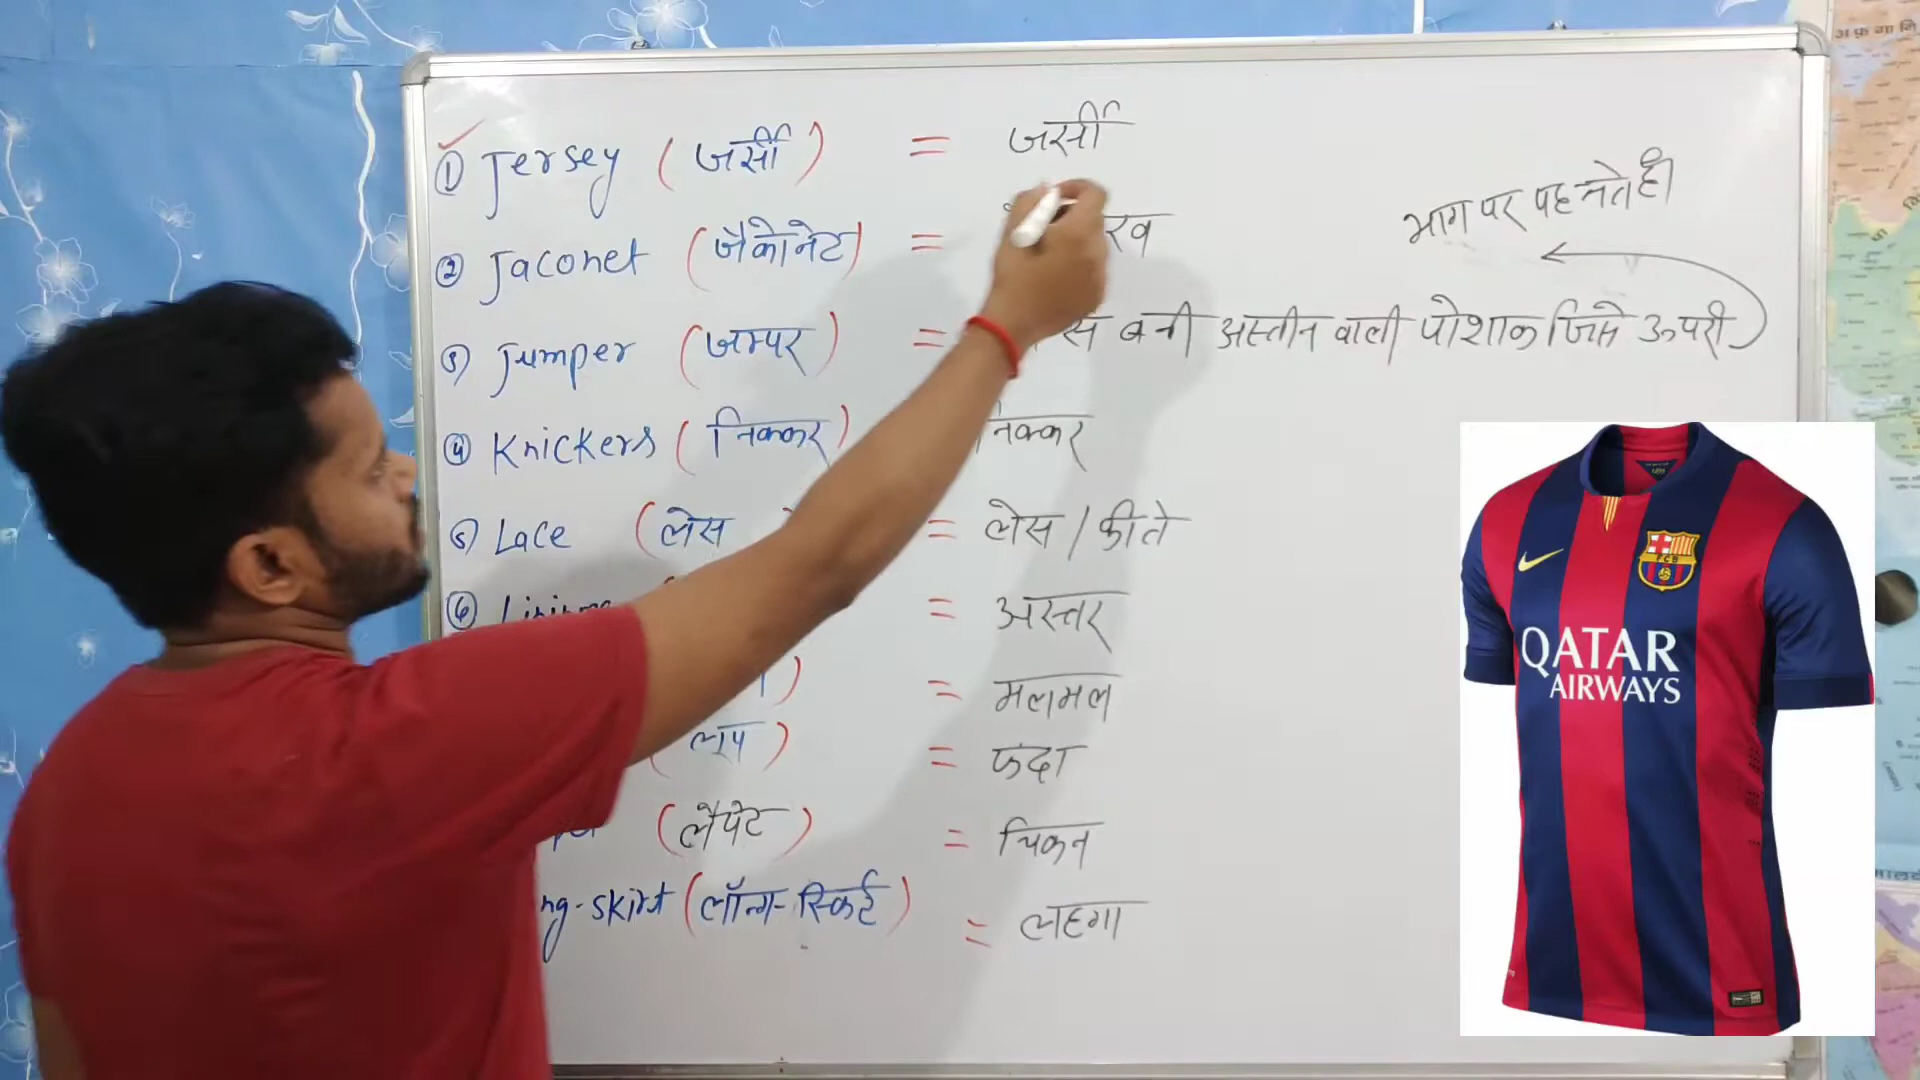 ① Jersey (जर्सी) = जर्सी
② Jaconet (जॅकोनेट) =
भाग पर पहनते ही
③ Jumper (जम्पर) = से बनी अस्तीन वाली पोशाक जिसे ऊपरी
④ Knickers (निक्कर) निक्कर
⑤ Lace (लेस = लेस / फीते
⑥ = अस्तर
= मलमल
लूप) = फंदा
(लैपेट) = चिकन
ng-skirt (लॉन्ग-स्किर्ट) = लहगा
FCB
QATAR
AIRWAYS